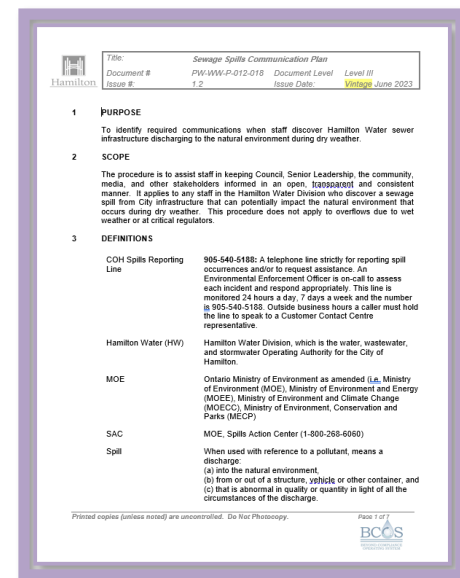 Hamilton
Title: Sewage Spills Communication Plan
Document # PW-WW-P-012-018 Document Level Level III
Issue #: 1.2 Issue Date: Vintage June 2023
1 PURPOSE
To identify required communications when staff discover Hamilton Water sewer
infrastructure discharging to the natural environment during dry weather.
2 SCOPE
The procedure is to assist staff in keeping Council, Senior Leadership, the community,
media, and other stakeholders informed in an open, transparent and consistent
manner. It applies to any staff in the Hamilton Water Division who discover a sewage
spill from City infrastructure that can potentially impact the natural environment that
occurs during dry weather. This procedure does not apply to overflows due to wet
weather or at critical regulators.
3 DEFINITIONS
COH Spills Reporting
Line
905-540-5188: A telephone line strictly for reporting spill
occurrences and/or to request assistance. An
Environmental Enforcement Officer is on-call to assess
each incident and respond appropriately. This line is
monitored 24 hours a day, 7 days a week and the number
is 905-540-5188. Outside business hours a caller must hold
the line to speak to a Customer Contact Centre
representative.
Hamilton Water (HW) Hamilton Water Division, which is the water, wastewater,
and stormwater Operating Authority for the City of
Hamilton.
MOE Ontario Ministry of Environment as amended (i.e. Ministry
of Environment (MOE), Ministry of Environment and Energy
(MOEE), Ministry of Environment and Climate Change
(MOECC), Ministry of Environment, Conservation and
Parks (MECP)
SAC MOE, Spills Action Center (1-800-268-6060)
Spill When used with reference to a pollutant, means a
discharge:
(a) into the natural environment,
(b) from or out of a structure, vehicle or other container, and
(c) that is abnormal in quality or quantity in light of all the
circumstances of the discharge.
Printed copies (unless noted) are uncontrolled. Do Not Photocopy. Page 1 of 7
BCOS